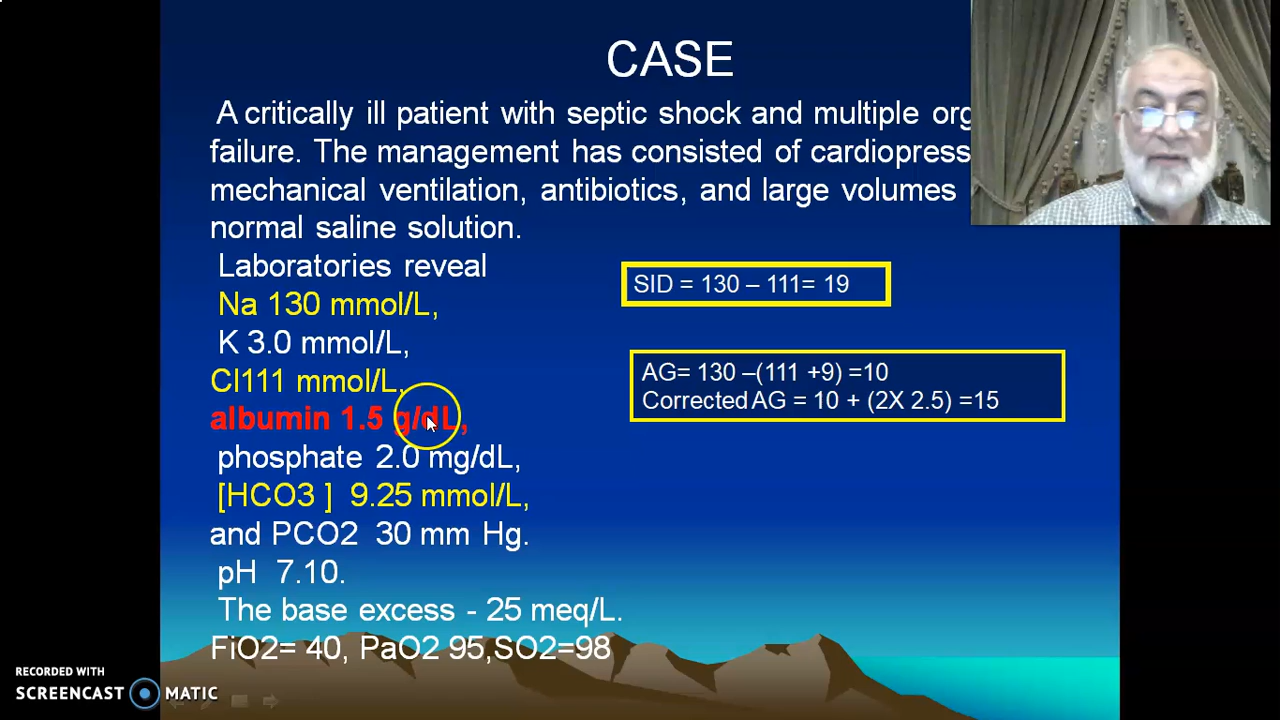 CASE
A critically ill patient with septic shock and multiple
failure. The management has consisted of
mechanical ventilation, antibiotics, and large volumes
normal saline solution.
Laboratories reveal
Na 130 mmol/L,
K 3.0 mmol/L,
Cl111 mmol/L.
albumin 1.5 g/dL,
phosphate 2.0 mg/dL,
[HCO3 ] 9.25 mmol/L,
and PCO2 30 mm Hg.
pH 7.10.
The base excess - 25 meq/L.
FiO2= 40, PaO2 95,SO2=98
SID = 130 – 111= 19
AG= 130 –(111 +9) =10
Corrected AG = 10 + (2X 2.5) =15
RECORDED WITH
SCREENCAST MATIC